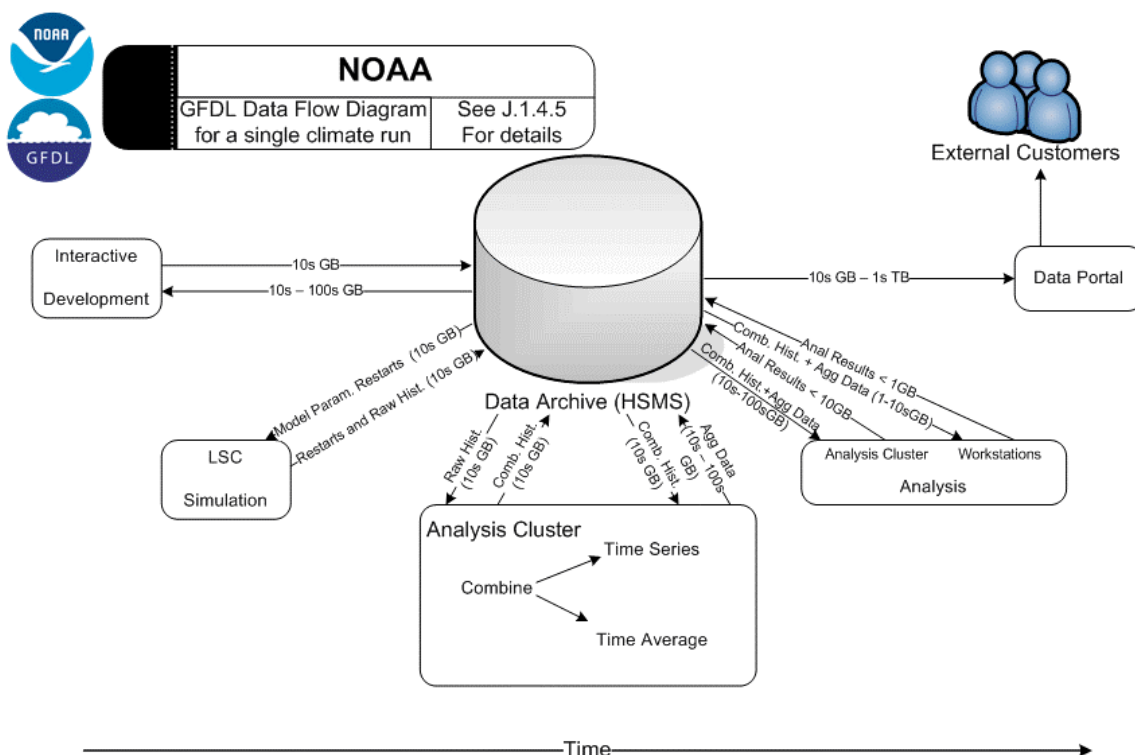 NOAA
NOAA
GFDL Data Flow Diagram
for a single climate run
See J.1.4.5
For details
GFDL
External Customers
Interactive
Development
10s GB
10s – 100s GB
10s GB – 1s TB
Data Portal
Model Param. Restarts (10s GB)
Restarts and Raw Hist. (10s GB)
Anal Results < 1GB
Comb. Hist. + Agg Data (1-10sGB)
Anal Results < 10GB
Comb. Hist.+Agg Data
(10s-100sGB)
Data Archive (HSMS)
LSC
Simulation
Raw Hist.
(10s GB)
Comb. Hist.
(10s GB)
Comb. Hist.
(10s GB)
Agg Data
(10s – 100s
GB)
Analysis Cluster
Workstations
Analysis
Analysis Cluster
Time Series
Combine
Time Average
Time